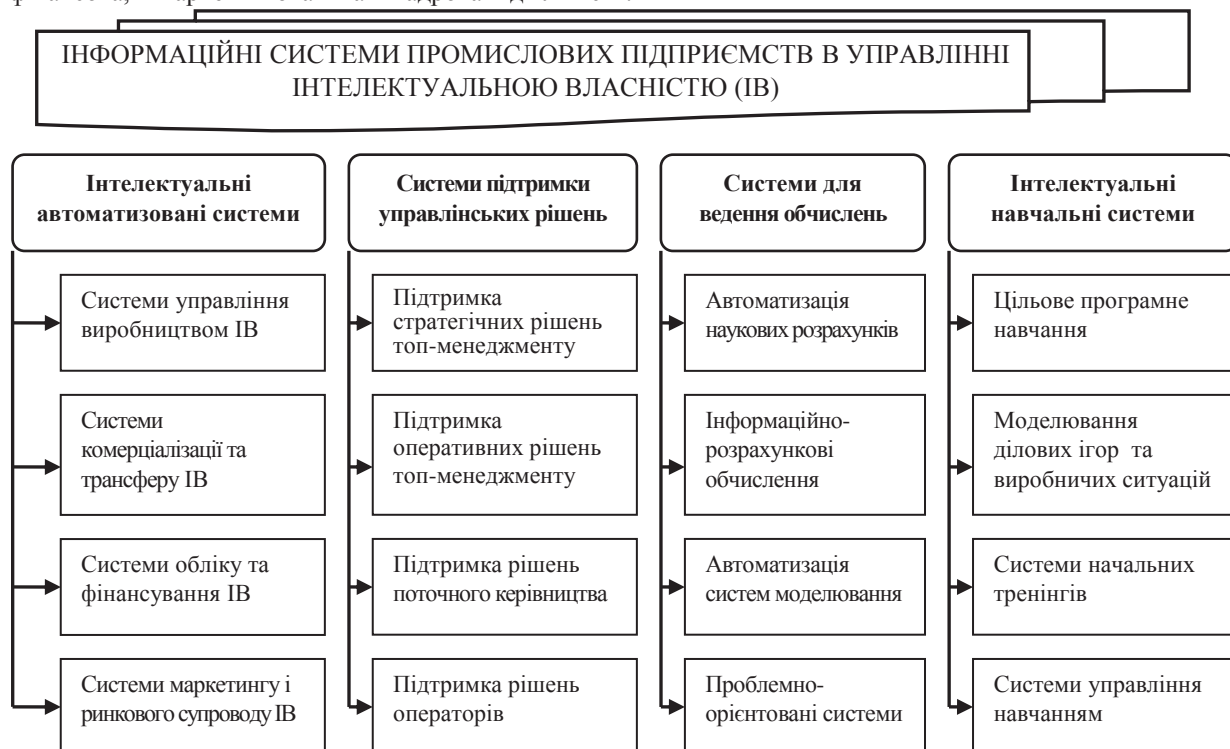 ІНФОРМАЦІЙНІ СИСТЕМИ ПРОМИСЛОВИХ ПІДПРИЄМСТВ В УПРАВЛІННІ
ІНТЕЛЕКТУАЛЬНОЮ ВЛАСНІСТЮ (ІВ)
Інтелектуальні
автоматизовані системи
Системи управління
виробництвом ІВ
Системи
комерціалізації та
трансферу ІВ
Системи обліку та
фінансування ІВ
Системи маркетингу і
ринкового супроводу ІВ
Системи підтримки
управлінських рішень
Підтримка
стратегічних рішень
топ-менеджменту
Підтримка
оперативних рішень
топ-менеджменту
Підтримка рішень
поточного керівництва
Підтримка рішень
операторів
Системи для
ведення обчислень
Автоматизація
наукових розрахунків
Інформаційно-
розрахункові
обчислення
Автоматизація
систем моделювання
Проблемно-
орієнтовані системи
Інтелектуальні
навчальні системи
Цільове програмне
навчання
Моделювання
ділових ігор та
виробничих ситуацій
Системи начальних
тренінгів
Системи управління
навчанням